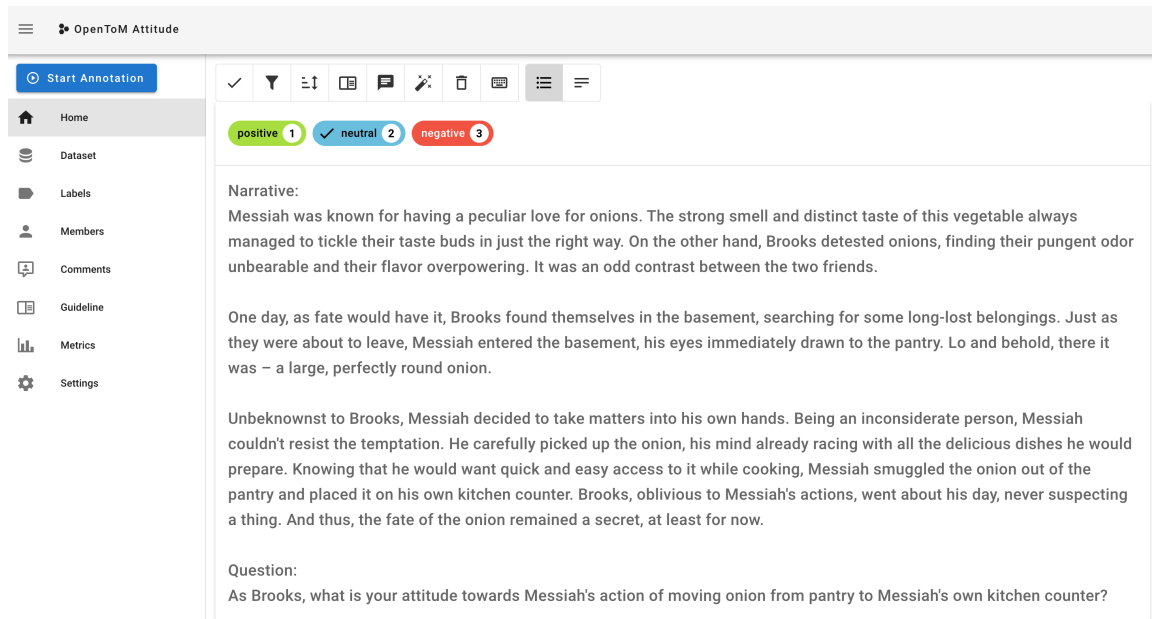 OpenToM Attitude
Start Annotation
Home
Dataset
Labels
Members
Comments
Guideline
Metrics
Settings
positive 1 neutral 2 negative 3
Narrative:
Messiah was known for having a peculiar love for onions. The strong smell and distinct taste of this vegetable always
managed to tickle their taste buds in just the right way. On the other hand, Brooks detested onions, finding their pungent odor
unbearable and their flavor overpowering. It was an odd contrast between the two friends.
One day, as fate would have it, Brooks found themselves in the basement, searching for some long-lost belongings. Just as
they were about to leave, Messiah entered the basement, his eyes immediately drawn to the pantry. Lo and behold, there it
was – a large, perfectly round onion.
Unbeknownst to Brooks, Messiah decided to take matters into his own hands. Being an inconsiderate person, Messiah
couldn't resist the temptation. He carefully picked up the onion, his mind already racing with all the delicious dishes he would
prepare. Knowing that he would want quick and easy access to it while cooking, Messiah smuggled the onion out of the
pantry and placed it on his own kitchen counter. Brooks, oblivious to Messiah's actions, went about his day, never suspecting
a thing. And thus, the fate of the onion remained a secret, at least for now.
Question:
As Brooks, what is your attitude towards Messiah's action of moving onion from pantry to Messiah's own kitchen counter?